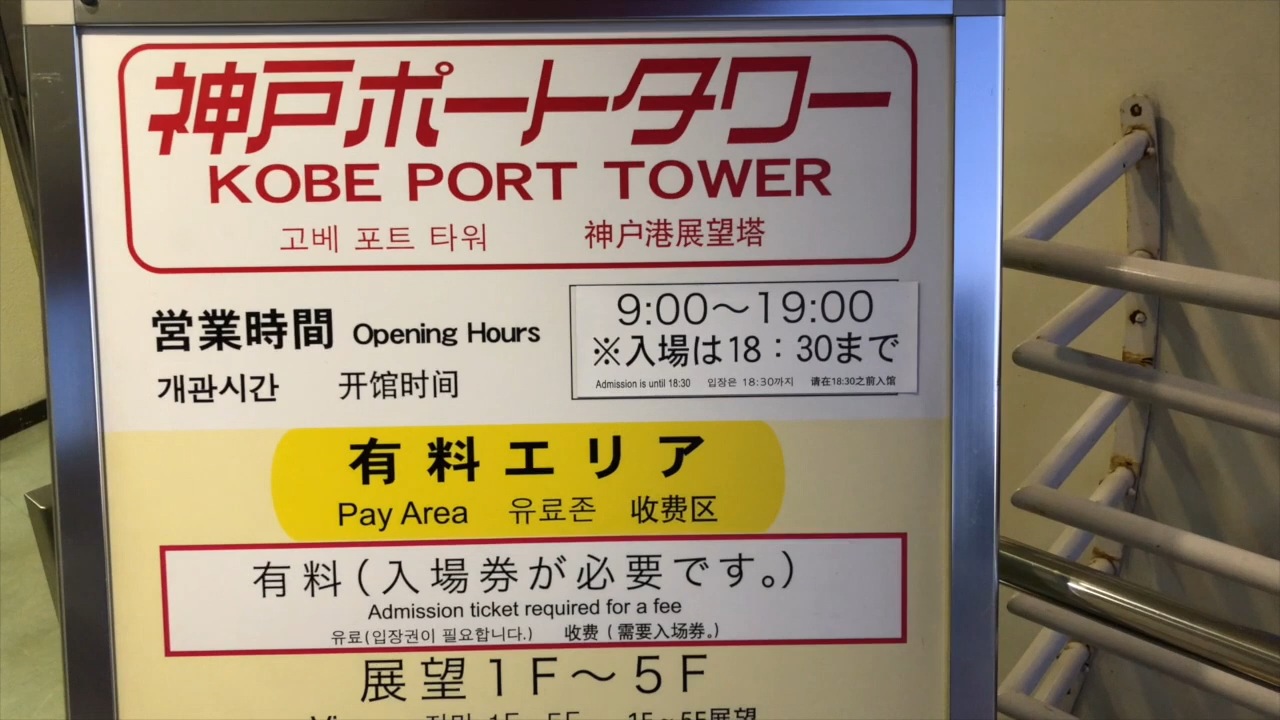 神戸ポートタワー
KOBE PORT TOWER
고베 포트 타워 神户港展望塔
営業時間 Opening Hours
개관시간 开馆时间
9:00～19:00
※入場は18：30まで
Admission is until 18:30 입장은 18:30까지 请在18:30之前入馆
有料エリア
Pay Area 유료존 收费区
有料(入場券が必要です。)
Admission ticket required for a fee
유료(입장권이 필요합니다.) 收费(需要入场券。)
展望1F～5F